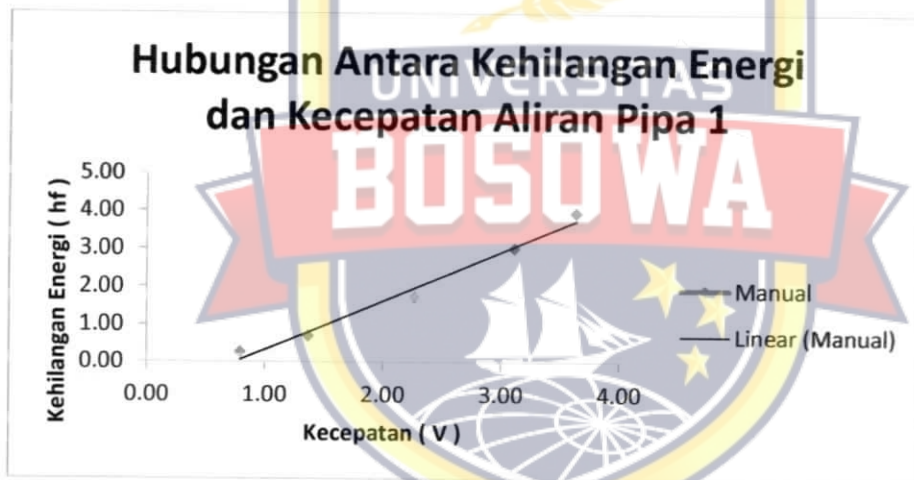 Hubungan Antara Kehilangan Energi
dan Kecepatan Aliran Pipa 1
UNIVERSITAS
BOSOWA
Kehilangan Energi ( hf )
5.00
4.00
3.00
2.00
1.00
0.00
0.00 1.00 2.00 3.00 4.00
Kecepatan ( V )
Manual
Linear (Manual)